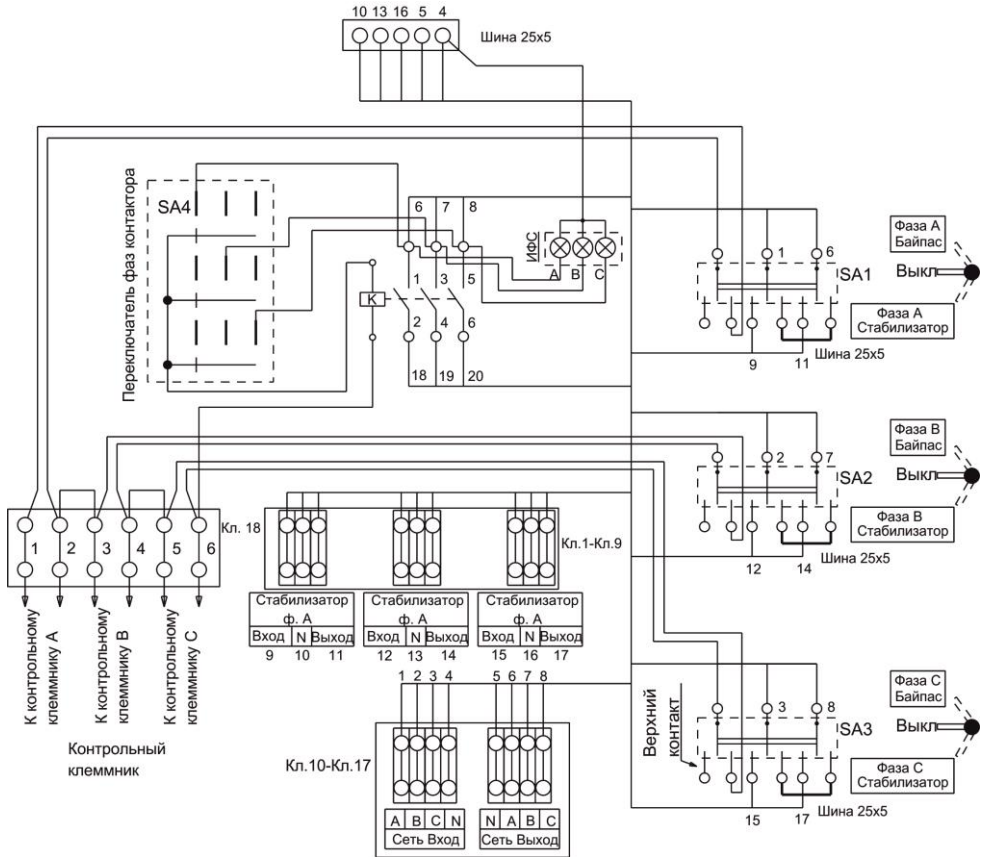 10 13 16 5 4
Шина 25х5
Переключатель фаз контактора
SA4
6 7 8
ИФС
A B C
1 3 5
K
2 4 6
18 19 20
1 6
SA1
9 11
Шина 25х5
Фаза А
Байпас
Выкл
Фаза А
Стабилизатор
2 7
SA2
12 14
Шина 25х5
Фаза В
Байпас
Выкл
Фаза В
Стабилизатор
Кл. 18
1 2 3 4 5 6
К контрольному
клеммнику А
К контрольному
клеммнику В
К контрольному
клеммнику С
Контрольный
клеммник
Кл.1-Кл.9
Стабилизатор
ф. А
Вход N Выход
9 10 11
Стабилизатор
ф. А
Вход N Выход
12 13 14
Стабилизатор
ф. А
Вход N Выход
15 16 17
1 2 3 4 5 6 7 8
Кл.10-Кл.17
A B C N
Сеть Вход
N A B C
Сеть Выход
Верхний
контакт
3 8
SA3
15 17
Шина 25х5
Фаза С
Байпас
Выкл
Фаза С
Стабилизатор